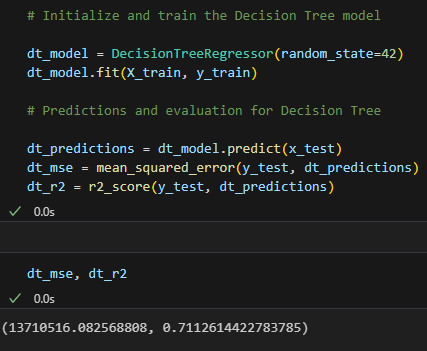 # Initialize and train the Decision Tree model
dt_model = DecisionTreeRegressor(random_state=42)
dt_model.fit(X_train, y_train)
# Predictions and evaluation for Decision Tree
dt_predictions = dt_model.predict(x_test)
dt_mse = mean_squared_error(y_test, dt_predictions)
dt_r2 = r2_score(y_test, dt_predictions)
0.0s
dt_mse, dt_r2
0.0s
(13710516.082568808, 0.7112614422783785)